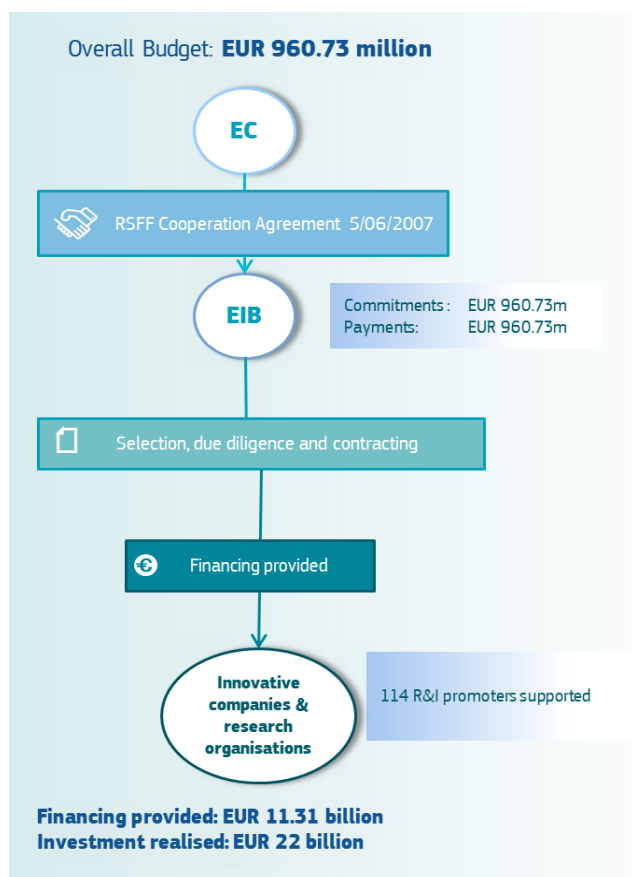 Overall Budget: EUR 960.73 million
EC
RSFF Cooperation Agreement 5/06/2007
EIB
Commitments: EUR 960.73m
Payments: EUR 960.73m
Selection, due diligence and contracting
€ Financing provided
Innovative
companies &
research
organisations
114 R&I promoters supported
Financing provided: EUR 11.31 billion
Investment realised: EUR 22 billion